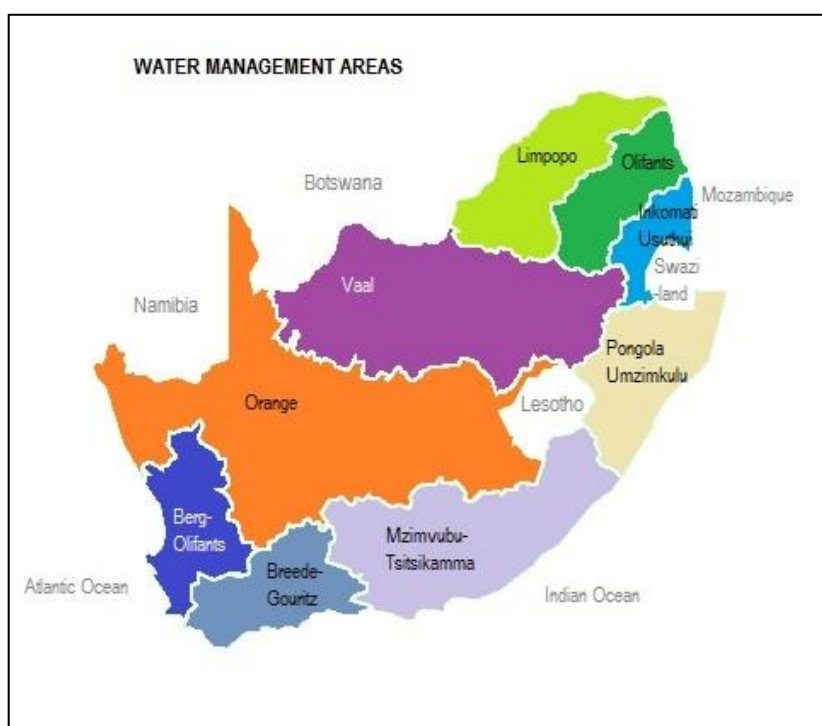 WATER MANAGEMENT AREAS
Limpopo
Olifants
Botswana
Mozambique
Inkomati
Usuthui
Swazi
-land
Vaal
Namibia
Pongola
Umzimkulu
Lesotho
Orange
Berg-
Olifants
Mzimvubu-
Tsitsikamma
Breede-
Gouritz
Atlantic Ocean
Indian Ocean